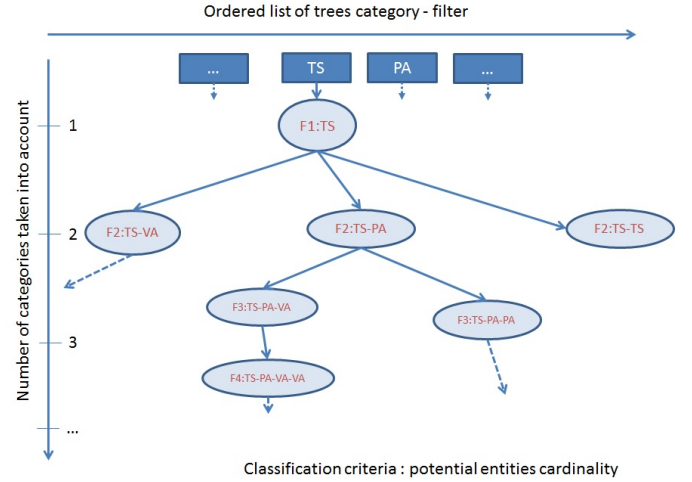 Ordered list of trees category - filter
...
TS
PA
...
Number of categories taken into account
1
F1:TS
2
F2:TS-VA
F2:TS-PA
F2:TS-TS
F3:TS-PA-VA
F3:TS-PA-PA
3
F4:TS-PA-VA-VA
...
Classification criteria : potential entities cardinality